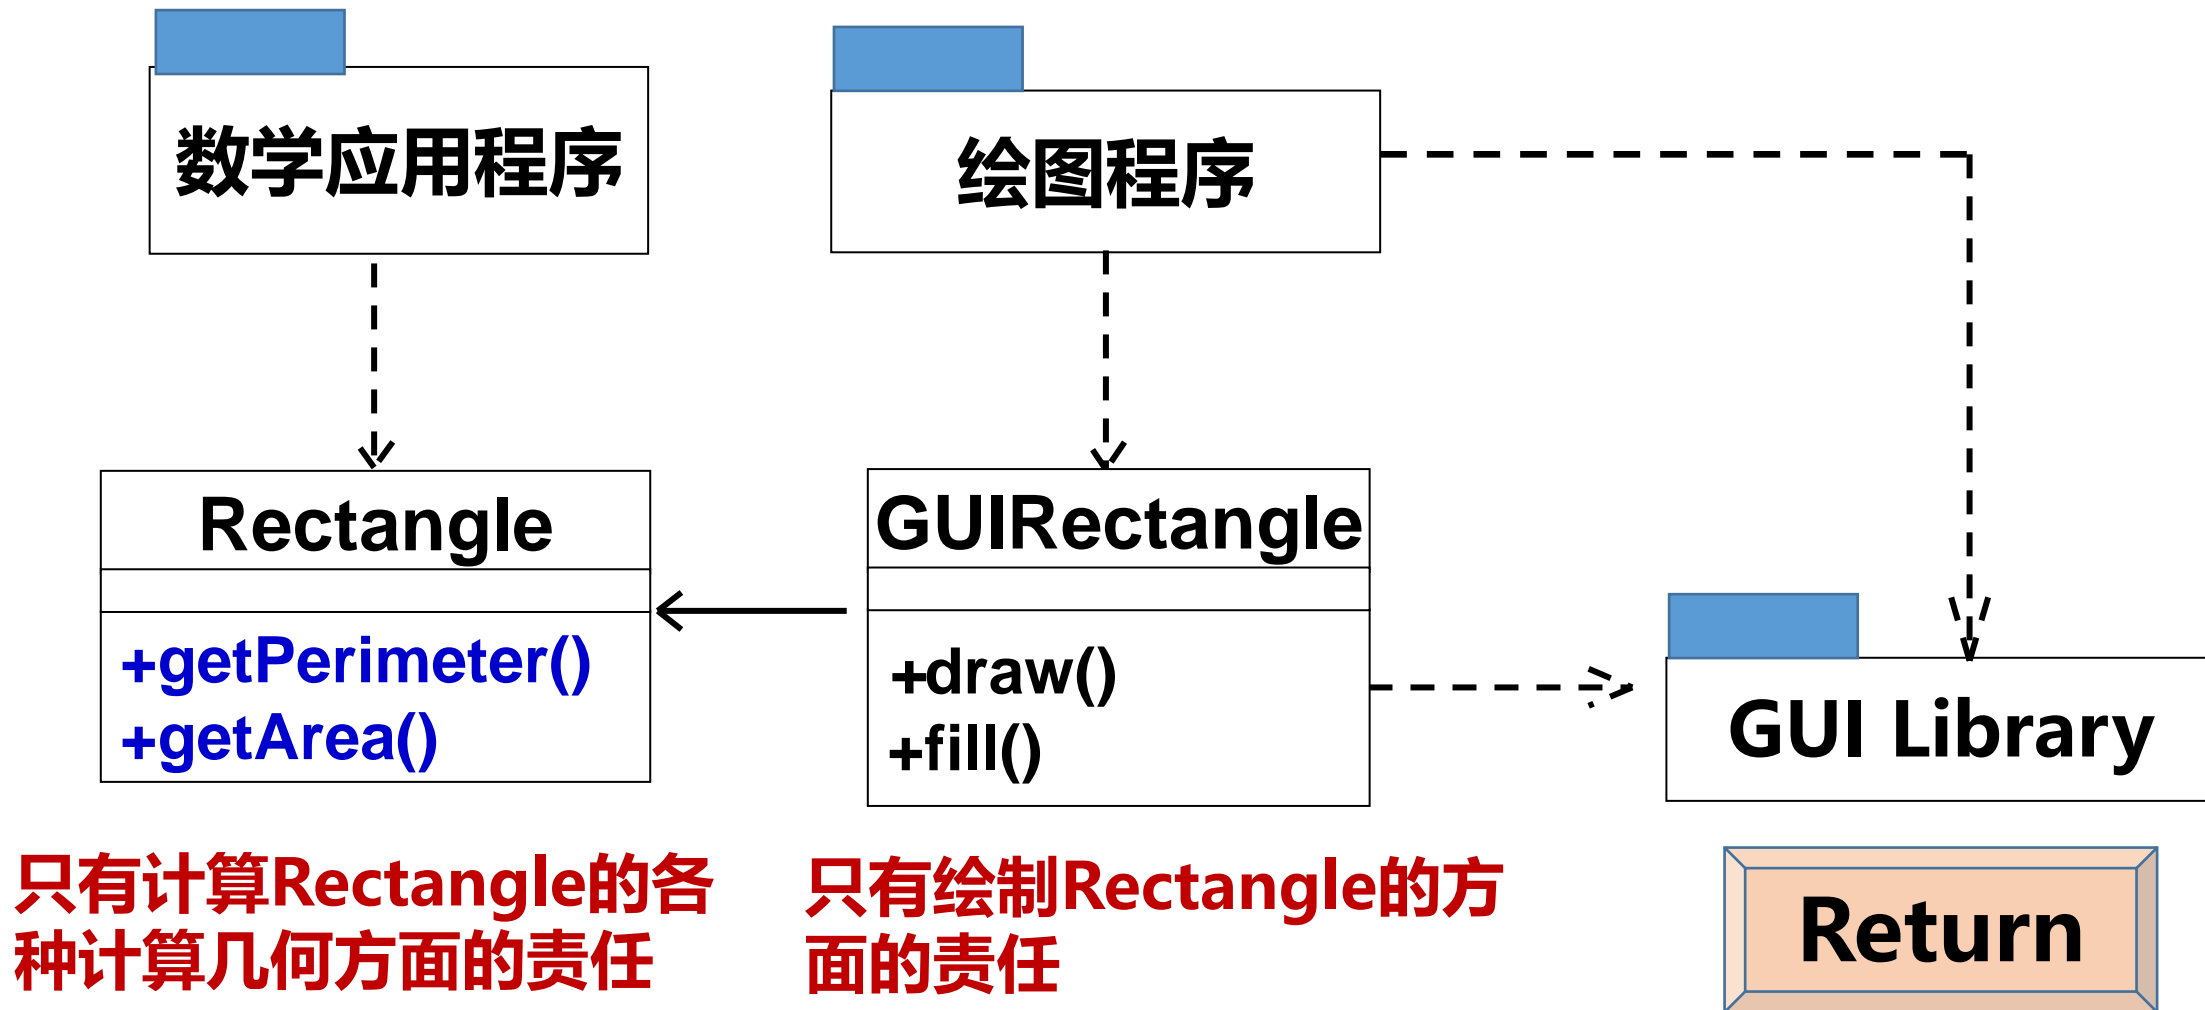 数学应用程序
绘图程序
Rectangle
+getPerimeter()
+getArea()
GUIRectangle
+draw()
+fill()
GUI Library
只有计算Rectangle的各
种计算几何方面的责任
只有绘制Rectangle的方
面的责任
Return